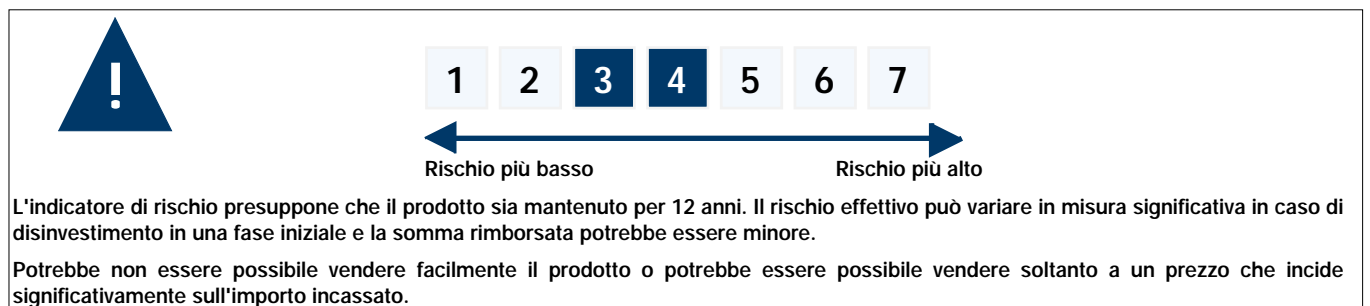 !
1 2 3 4 5 6 7
Rischio più basso Rischio più alto
L'indicatore di rischio presuppone che il prodotto sia mantenuto per 12 anni. Il rischio effettivo può variare in misura significativa in caso di
disinvestimento in una fase iniziale e la somma rimborsata potrebbe essere minore.
Potrebbe non essere possibile vendere facilmente il prodotto o potrebbe essere possibile vendere soltanto a un prezzo che incide
significativamente sull'importo incassato.